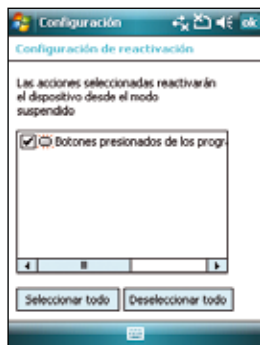 Configuración
ok
Configuración de reactivación
Las acciones seleccionadas reactivarán
el dispositivo desde el modo
suspendido
Botones presionados de los progr
Seleccionar todo
Deseleccionar todo